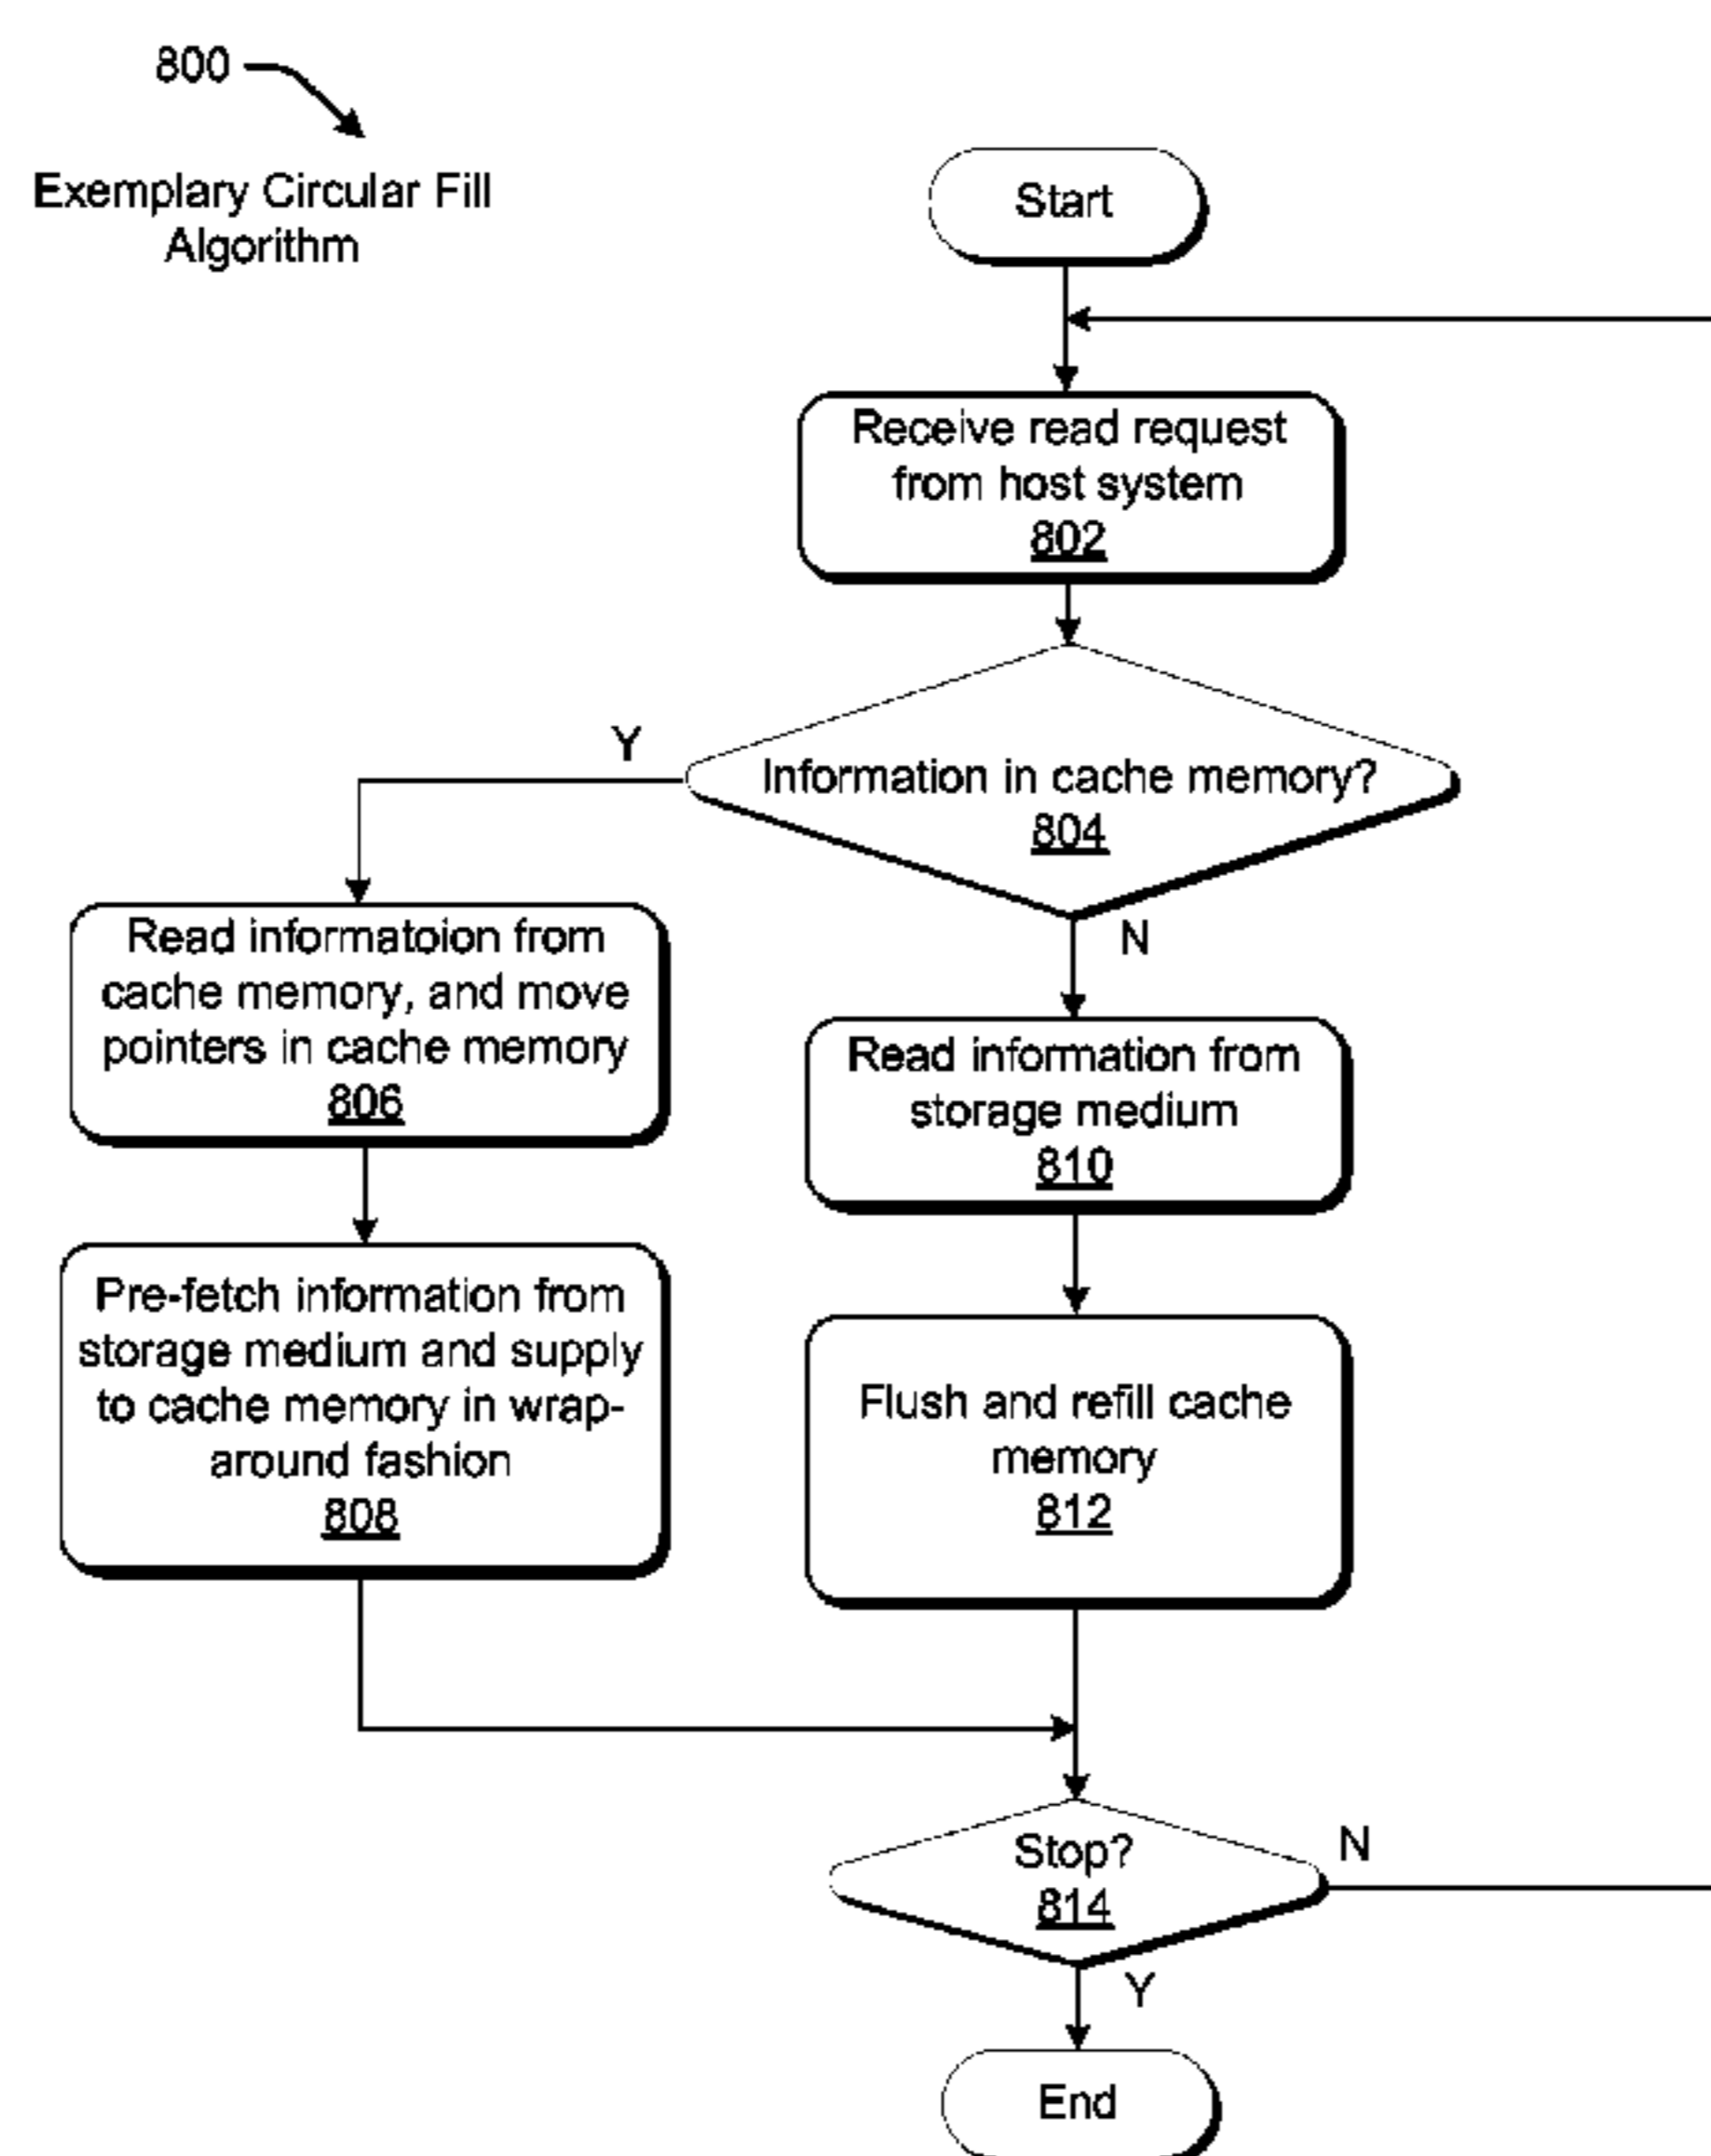 800
Exemplary Circular Fill
Algorithm
Start
Receive read request
from host system
802
Information in cache memory?
804
Y
N
Read informatoion from
cache memory, and move
pointers in cache memory
806
Read information from
storage medium
810
Pre-fetch information from
storage medium and supply
to cache memory in wrap-
around fashion
808
Flush and refill cache
memory
812
Stop?
814
N
Y
End